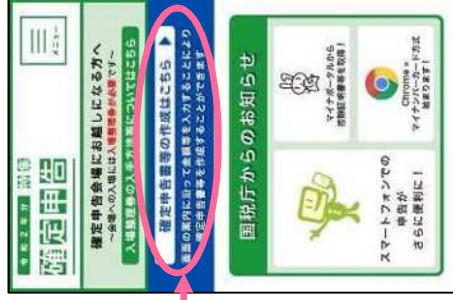 令和2年分
確定申告
メニュー
確定申告会場にお越しになる方へ
~会場への入場には入場整理券が必要です~
入場整理券の入手方法等についてはこちら
確定申告書等の作成はこちら ▶
画面の案内に沿って金額等を入力することにより
確定申告書等を作成することができます
国税庁からのお知らせ
マイナポータルから
控除証明書等を取得!
スマートフォンでの
申告が
さらに便利に!
Chrome ×
マイナンバーカード方式
始まります!